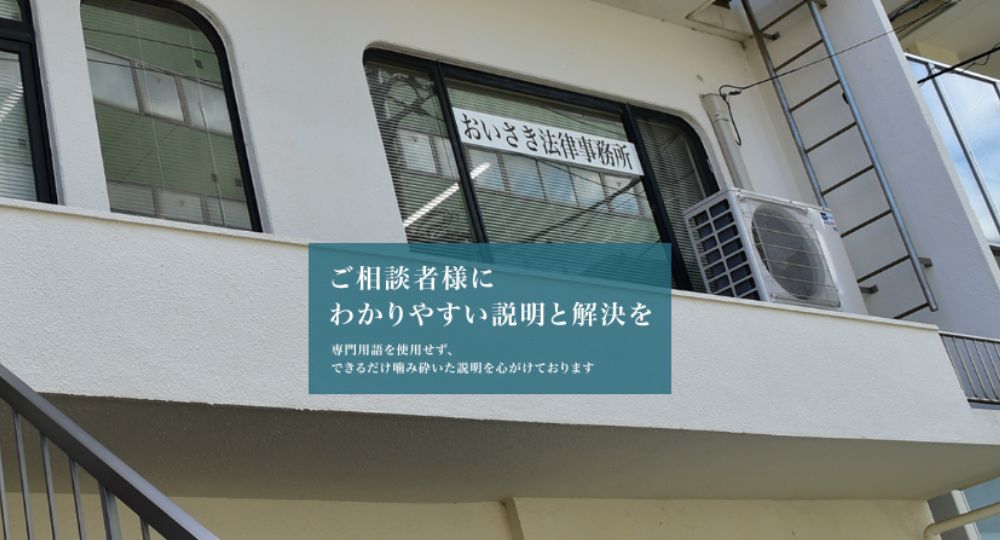 おいさき法律事務所
ご相談者様に
わかりやすい説明と解決を
専門用語を使用せず、
できるだけ噛み砕いた説明を心がけております